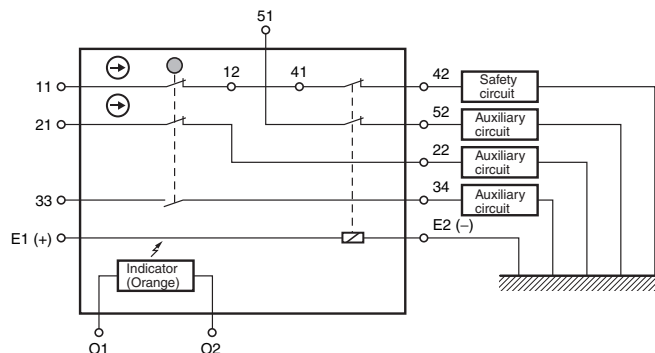 51
11
12
41
42
Safety circuit
21
52
Auxiliary circuit
22
Auxiliary circuit
33
34
Auxiliary circuit
E1 (+)
E2 (−)
Indicator
(Orange)
O1
O2